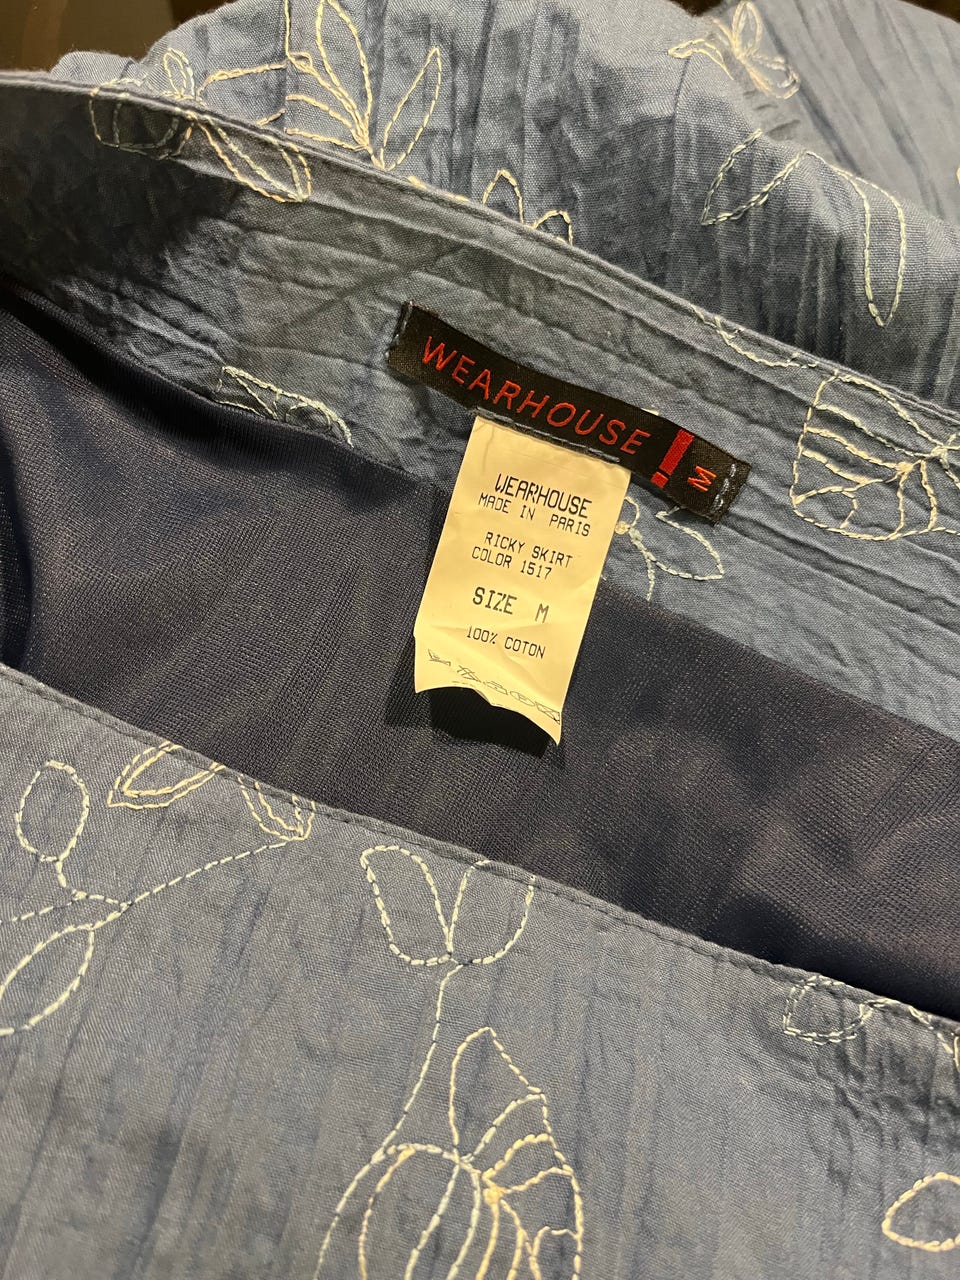 WEARHOUSE ! M
WEARHOUSE
MADE IN PARIS
RICKY SKIRT
COLOR 1517
SIZE M
100% COTON